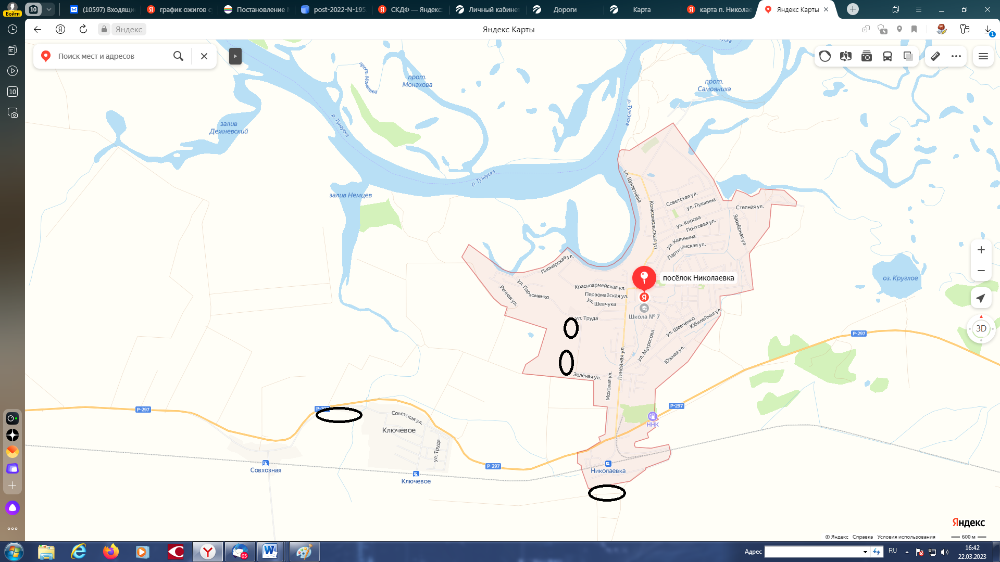 Войти
10
(10597) Входящи
график ожигов с
Постановление
post-2022-N-195
СКДФ — Яндекс:
Личный кабинет
Дороги
Карта
карта п. Николае
Яндекс Карты
Яндекс
Яндекс Карты
5
1
10
Поиск мест и адресов
р. Тунгуска
прот. Монахова
прот.
Монахова
прот.
Самояниха
р. Тунгуска
р. Тунгуска
залив
Дежневский
р. Тунгуска
залив Немцев
ул. Щепетнёва
Комсомольская ул.
Советская ул.
ул. Пушкина
Степная ул.
Заозёрная ул.
ул. Кирова
Почтовая ул.
ул. Калинина
Партизанская ул.
Пионерская ул.
посёлок Николаевка
оз. Круглое
Красноармейская ул.
Первомайская ул.
ул. Шевчука
ул. Пархоменко
Речная ул.
Школа № 7
ул. Труда
ул. Шевченко
Юбилейная ул.
3D
Р-297
ул. Матросова
Южная ул.
Линейная ул.
Зелёная ул.
Моховая ул.
Р-297
Р-297
Р-297
ННК
Советская ул.
Ключевое
ул. Труда
Р-297
Совхозная
Ключевое
Николаевка
Яндекс
© Яндекс Справка Условия использования
600 м
65
Адрес
RU
16:42
22.03.2023